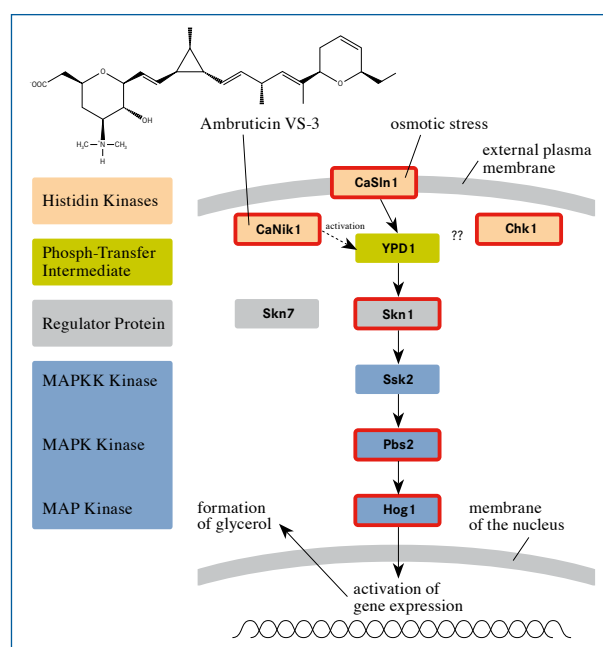 -OOC
O
O
OH
H₃C
N
CH₃
H
Ambruticin VS-3
osmotic stress
external plasma
membrane
CaSln1
Histidin Kinases
CaNik1
activation
??
Chk1
Phosph-Transfer
Intermediate
YPD1
Regulator Protein
Skn7
Skn1
MAPKK Kinase
Ssk2
MAPK Kinase
Pbs2
MAP Kinase
formation
of glycerol
Hog1
memrane
of the nucleus
activation of
gene expression